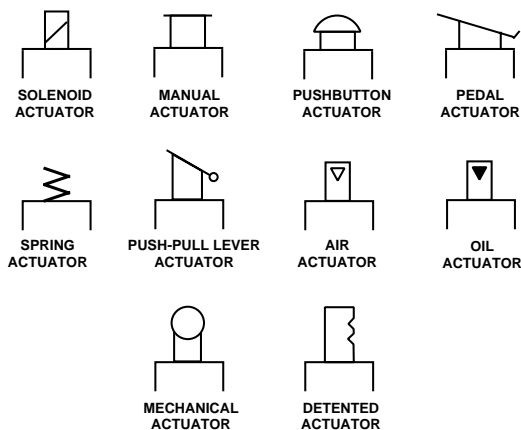 SOLENOID
ACTUATOR
MANUAL
ACTUATOR
PUSHBUTTON
ACTUATOR
PEDAL
ACTUATOR
SPRING
ACTUATOR
PUSH-PULL LEVER
ACTUATOR
AIR
ACTUATOR
OIL
ACTUATOR
MECHANICAL
ACTUATOR
DETENTED
ACTUATOR